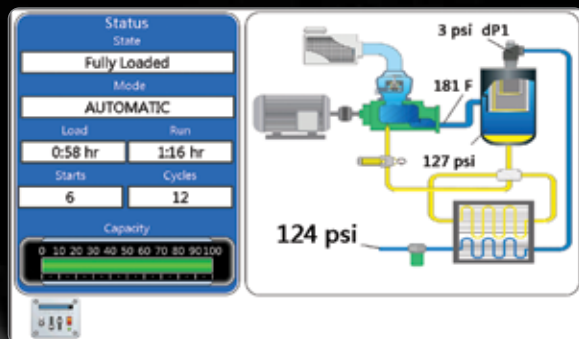 Status
State
Fully Loaded
Mode
AUTOMATIC
Load Run
0:58 hr 1:16 hr
Starts Cycles
6 12
Capacity
0 10 20 30 40 50 60 70 80 90 100
3 psi dP1
181 F
127 psi
124 psi